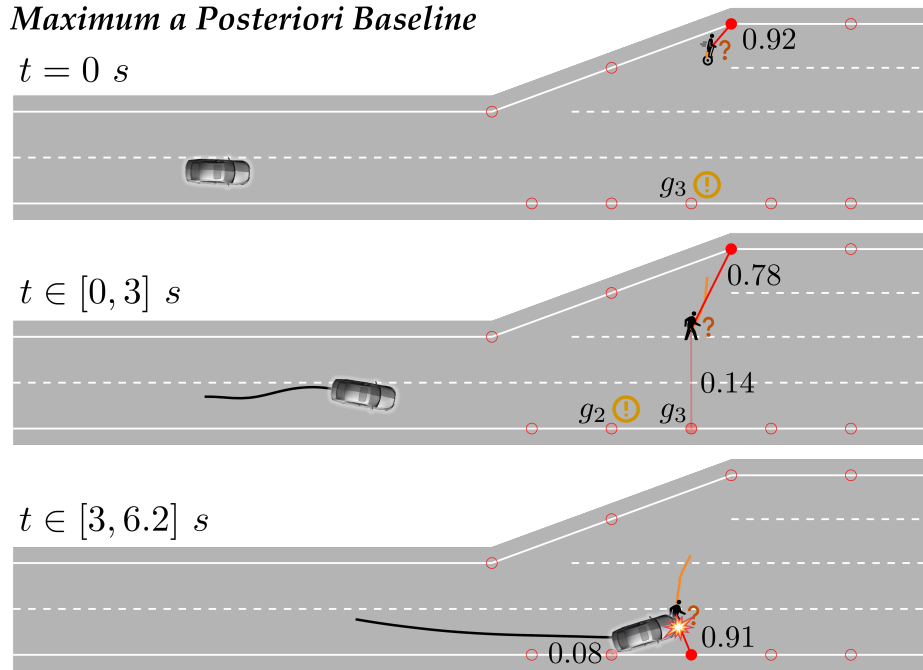 Maximum a Posteriori Baseline
t = 0 s
? 0.92
g₃ !
t ∈ [0, 3] s
0.78
?
0.14
g₂ ! g₃
t ∈ [3, 6.2] s
?
0.08 0.91